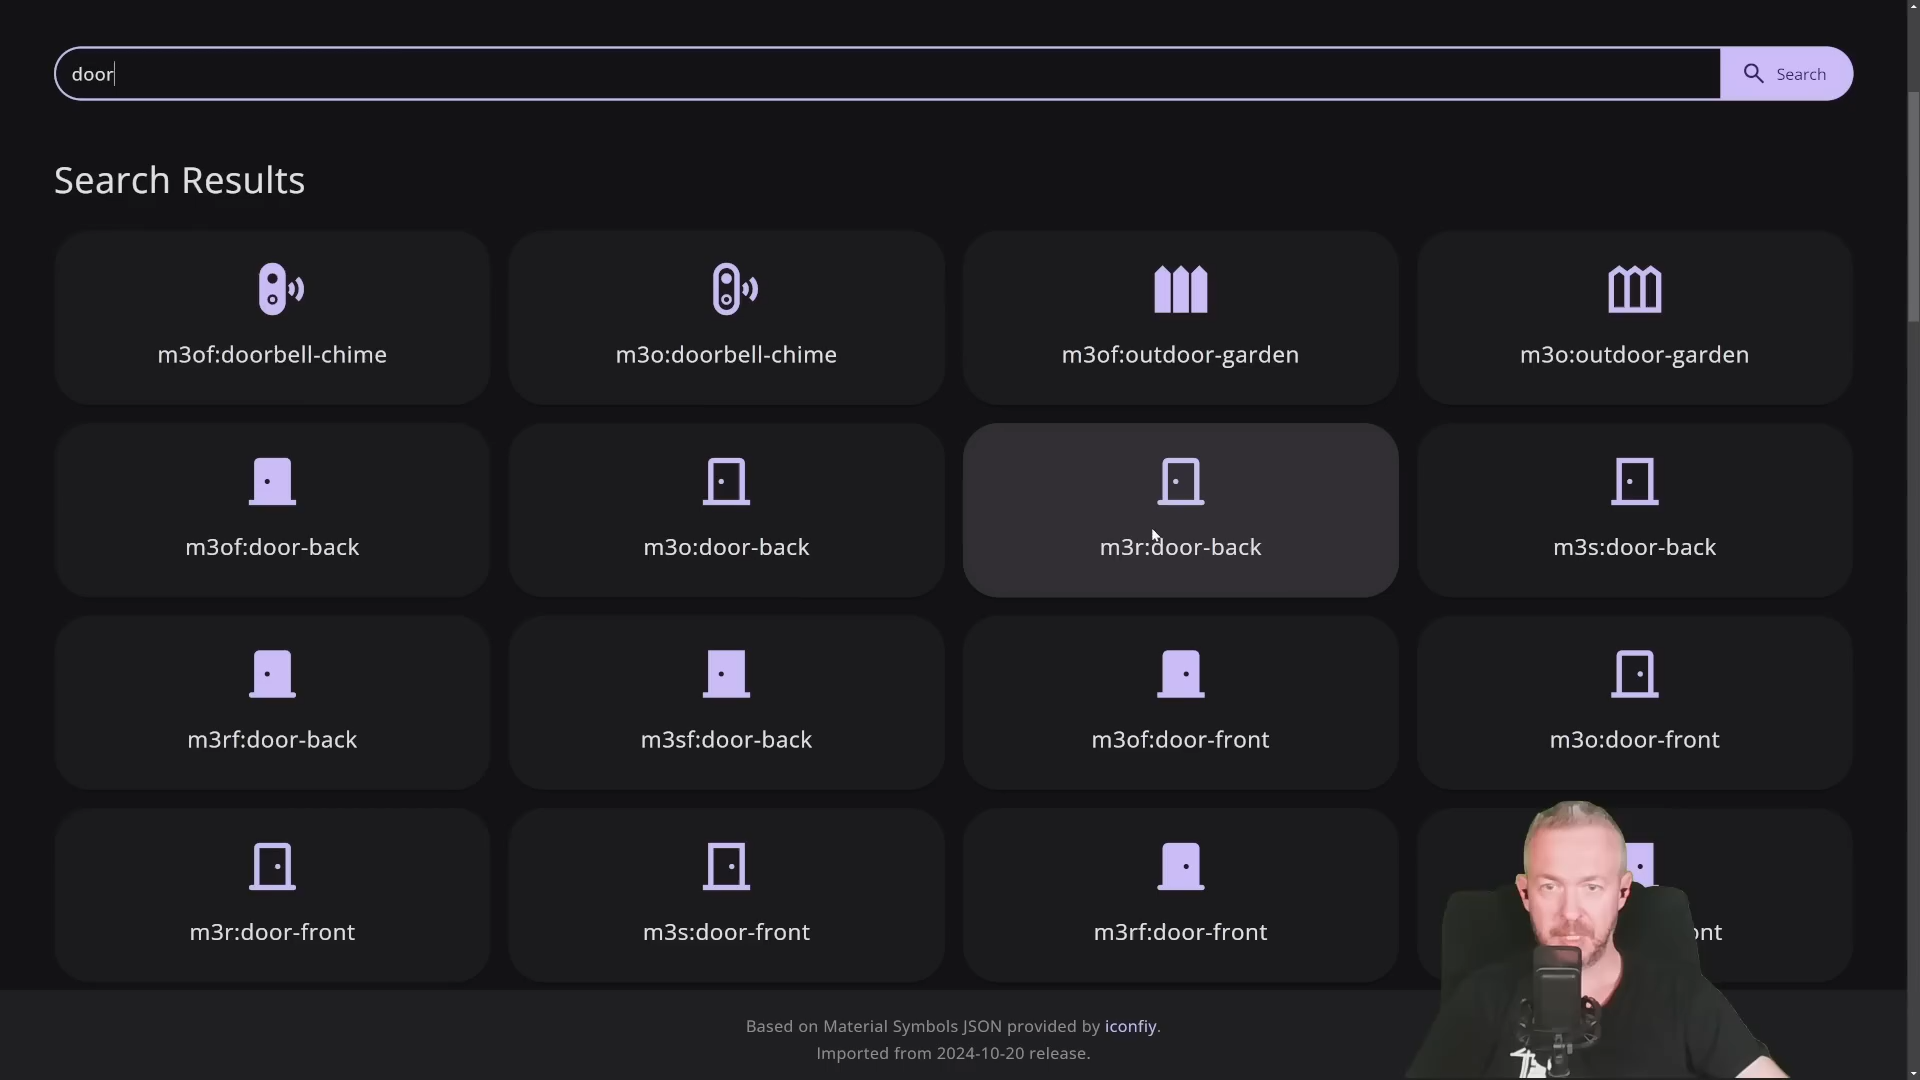 door
Search
Search Results
m3of:doorbell-chime
m3o:doorbell-chime
m3of:outdoor-garden
m3o:outdoor-garden
m3of:door-back
m3o:door-back
m3r:door-back
m3s:door-back
m3rf:door-back
m3sf:door-back
m3of:door-front
m3o:door-front
m3r:door-front
m3s:door-front
m3rf:door-front
Based on Material Symbols JSON provided by iconfiy.
Imported from 2024-10-20 release.